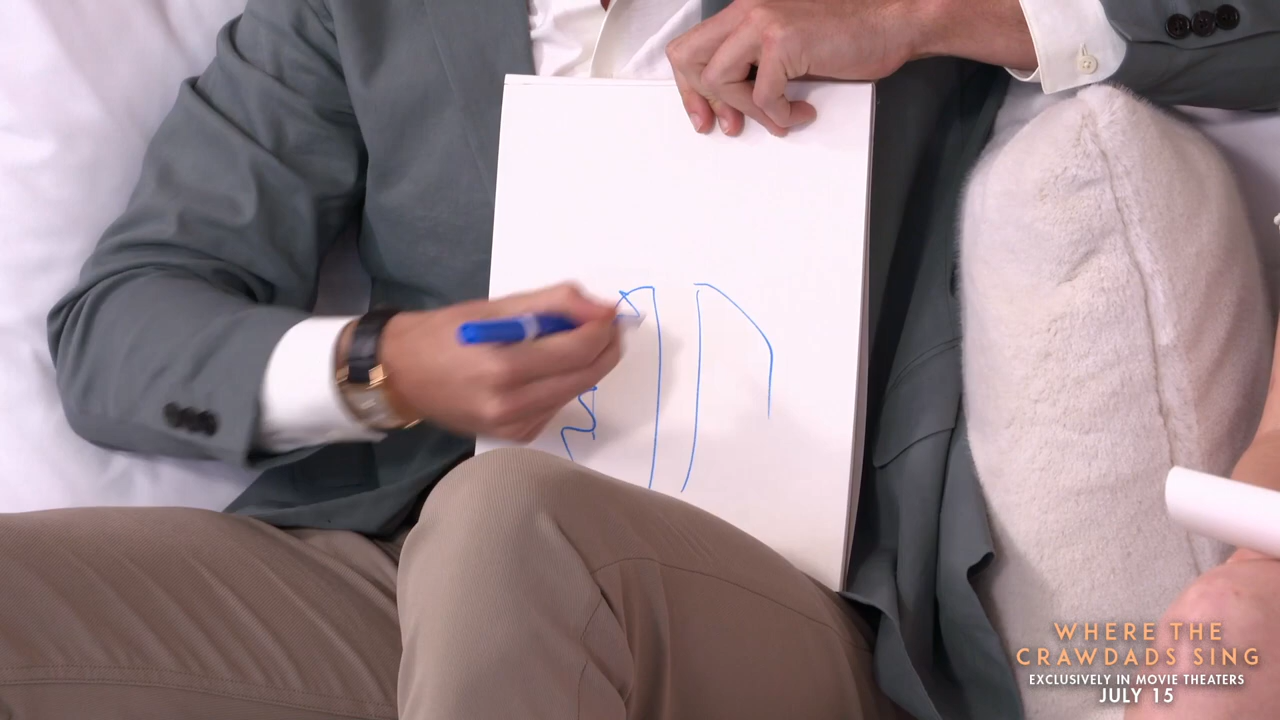 WHERE THE
CRAWDADS SING
EXCLUSIVELY IN MOVIE THEATERS
JULY 15